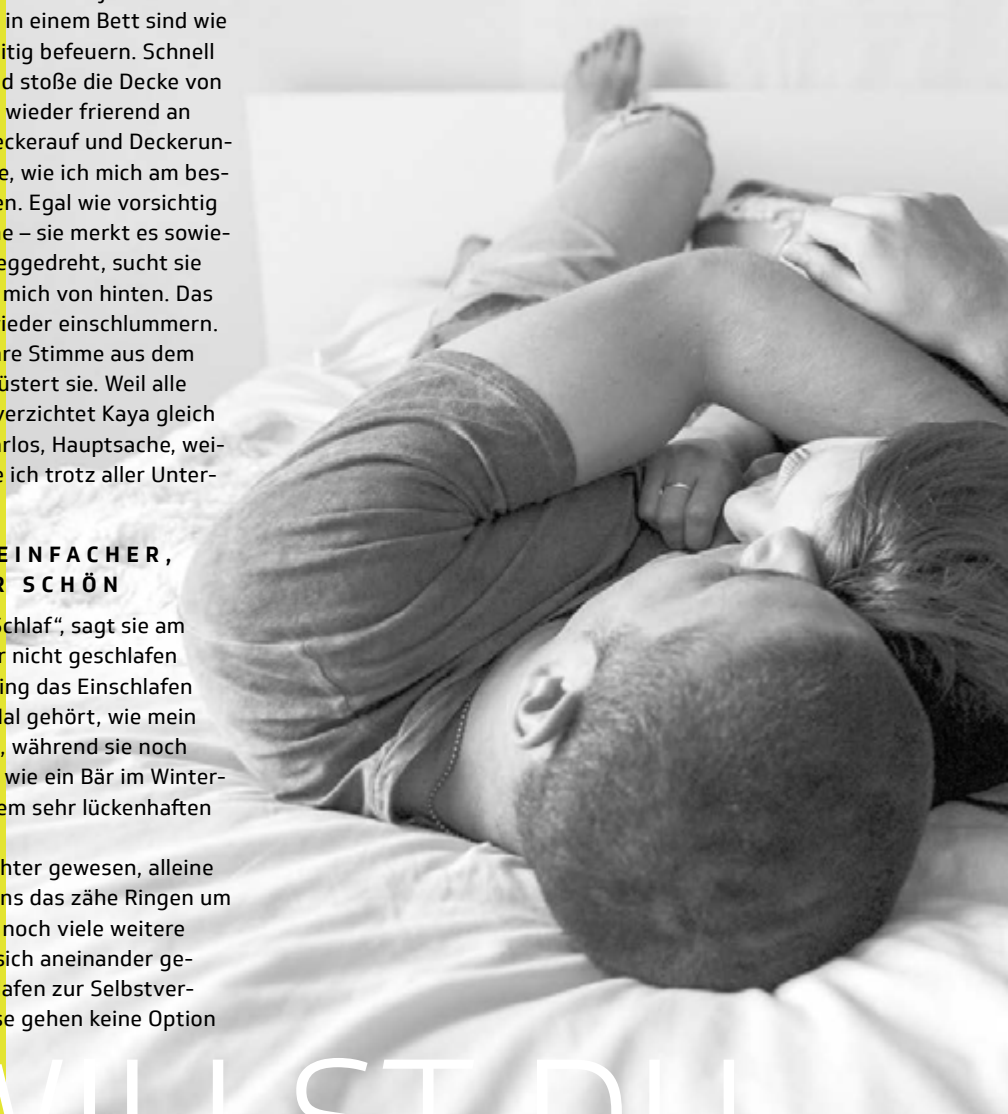 in einem Bett sind wie
itig befeuern. Schnell
d stoße die Decke von
wieder frierend an
eckerauf und Deckerun-
e, wie ich mich am bes-
en. Egal wie vorsichtig
e – sie merkt es sowie-
eggedreht, sucht sie
mich von hinten. Das
ieder einschlummern.
re Stimme aus dem
üstert sie. Weil alle
verzichtet Kaya gleich
rlos, Hauptsache, wei-
e ich trotz aller Unter-
EINFACHER,
R SCHÖN
Schlaf“, sagt sie am
r nicht geschlafen
ing das Einschlafen
al gehört, wie mein
, während sie noch
wie ein Bär im Winter-
em sehr lückenhaften
hter gewesen, alleine
ns das zähe Ringen um
noch viele weitere
sich aneinander ge-
afen zur Selbstver-
se gehen keine Option
WILLST DU